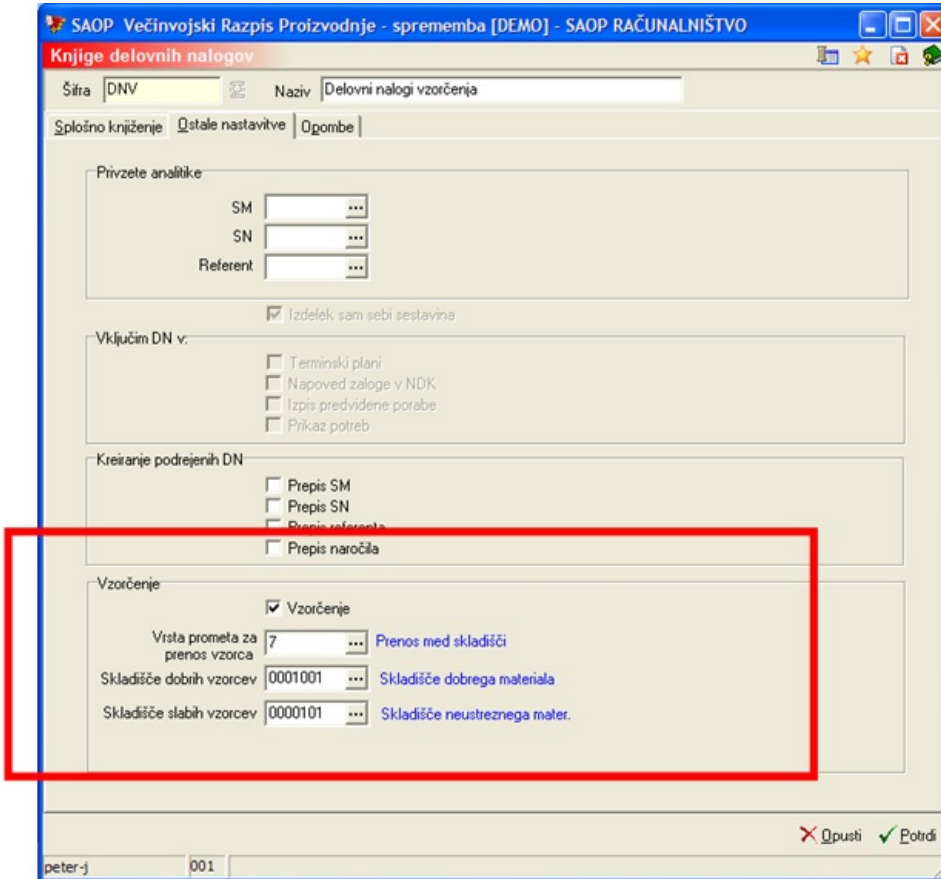 SAOP Večinvojski Razpis Proizvodnje - sprememba [DEMO] - SAOP RAČUNALNIŠTVO
Knjige delovnih nalogov
Šifra DNV Naziv Delovni nalogi vzorčenja
Splošno knjiženje Ostale nastavitve Opombe
Privzete analitike
SM
SN
Referent
Izdelek sam sebi sestavina
Vključim DN v:
Terminski plani
Napoved zaloge v NDK
Izpis predvidene porabe
Prikaz potreb
Kreiranje podrejenih DN
Prepis SM
Prepis SN
Prepis referenta
Prepis naročila
Vzorčenje
Vzorčenje
Vrsta prometa za
prenos vzorca 7 Prenos med skladišči
Skladišče dobrih vzorcev 0001001 Skladišče dobrega materiala
Skladišče slabih vzorcev 0000101 Skladišče neustreznega mater.
Opusti Potrdi
peter-j 001